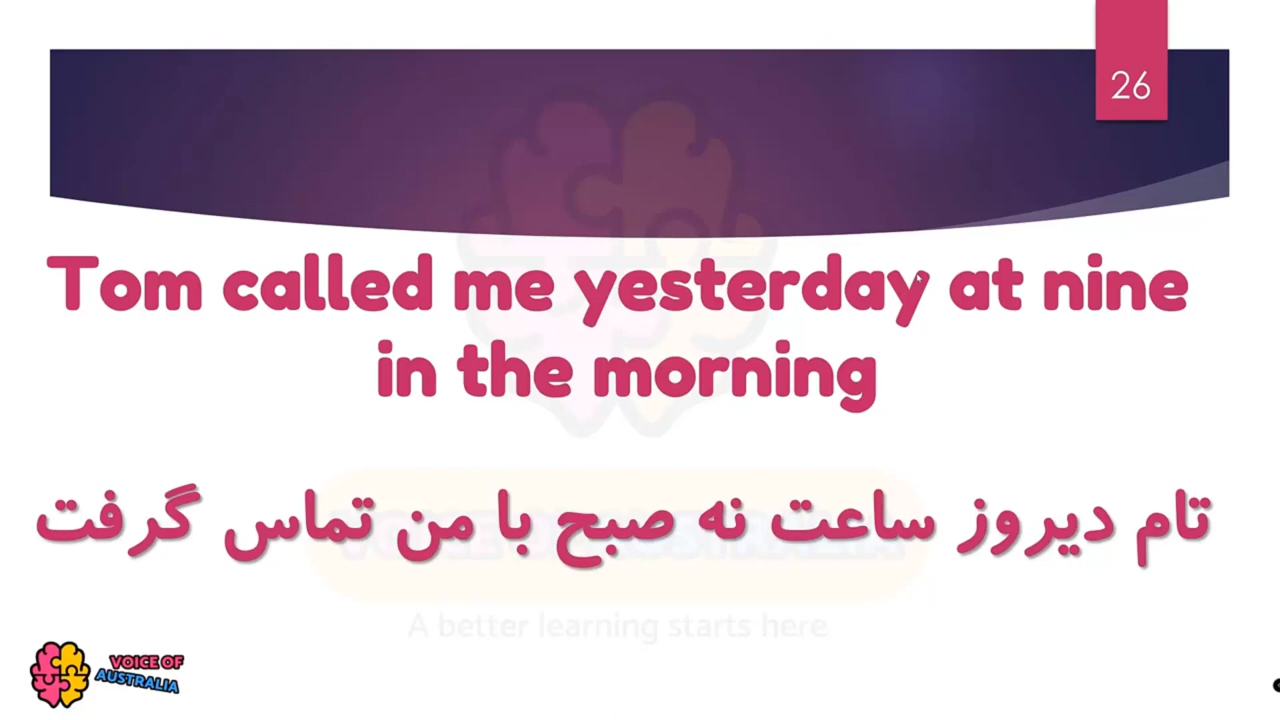 26
Tom called me yesterday at nine
in the morning
تام دیروز ساعت نه صبح با من تماس گرفت
A better learning starts here
VOICE OF
AUSTRALIA